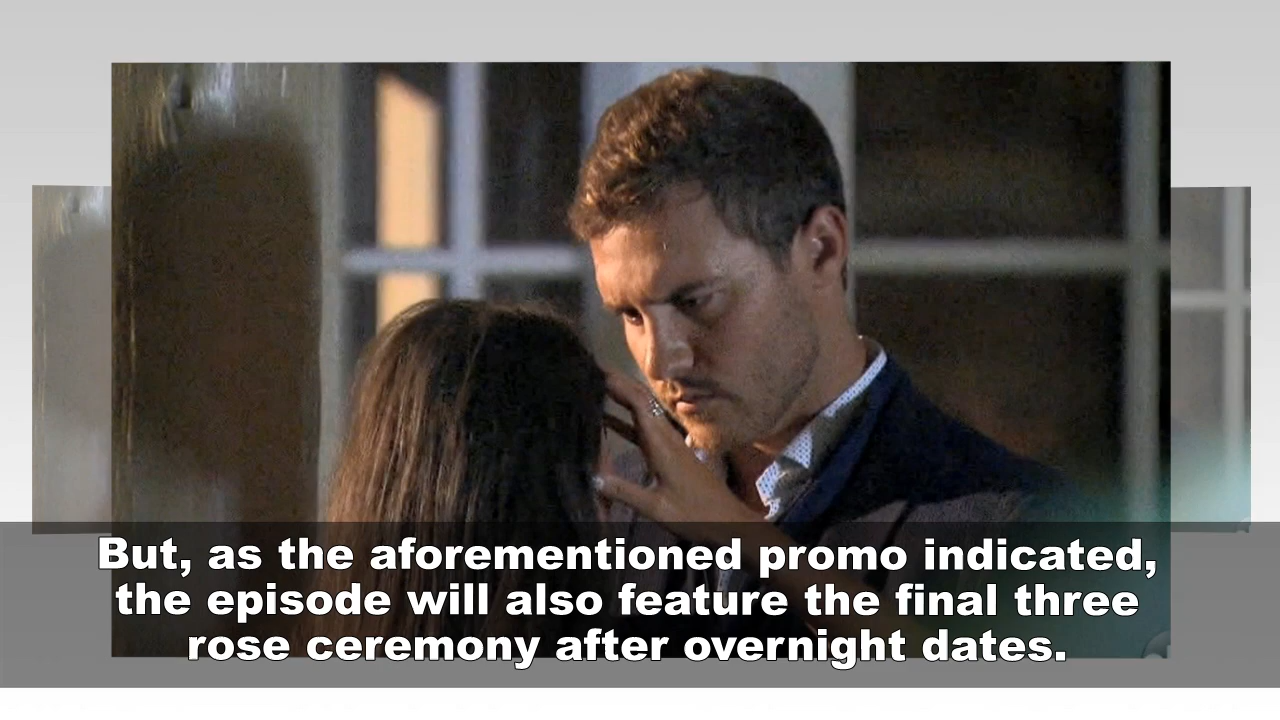 But, as the aforementioned promo indicated,
the episode will also feature the final three
rose ceremony after overnight dates.